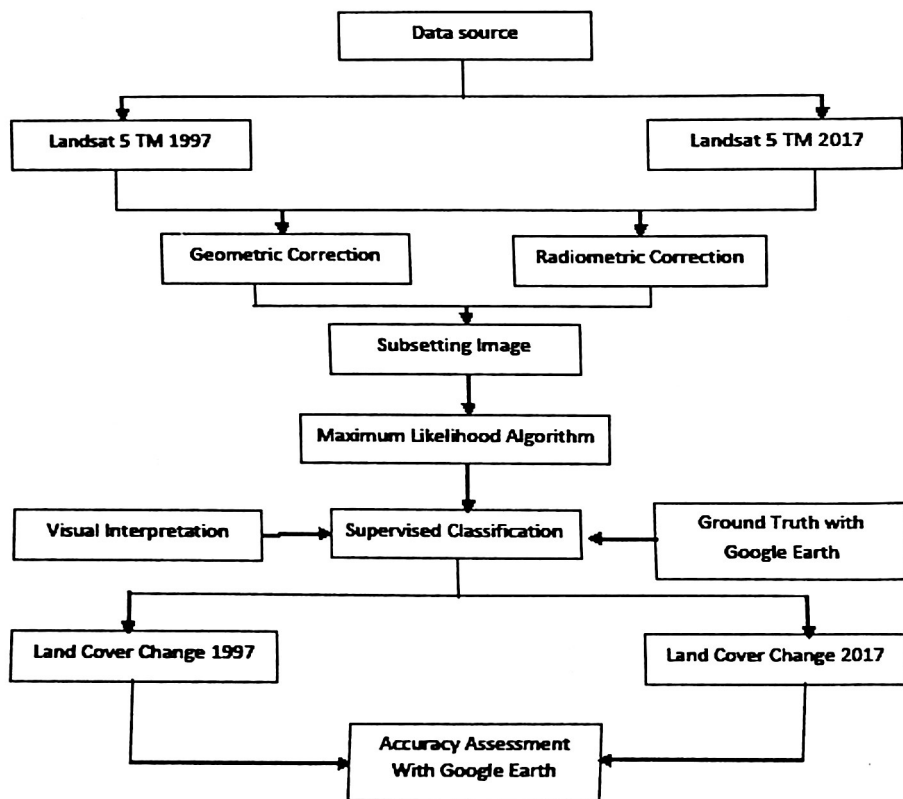 Data source
Landsat 5 TM 1997
Landsat 5 TM 2017
Geometric Correction
Radiometric Correction
Subsetting Image
Maximum Likelihood Algorithm
Visual Interpretation
Supervised Classification
Ground Truth with
Google Earth
Land Cover Change 1997
Land Cover Change 2017
Accuracy Assessment
With Google Earth